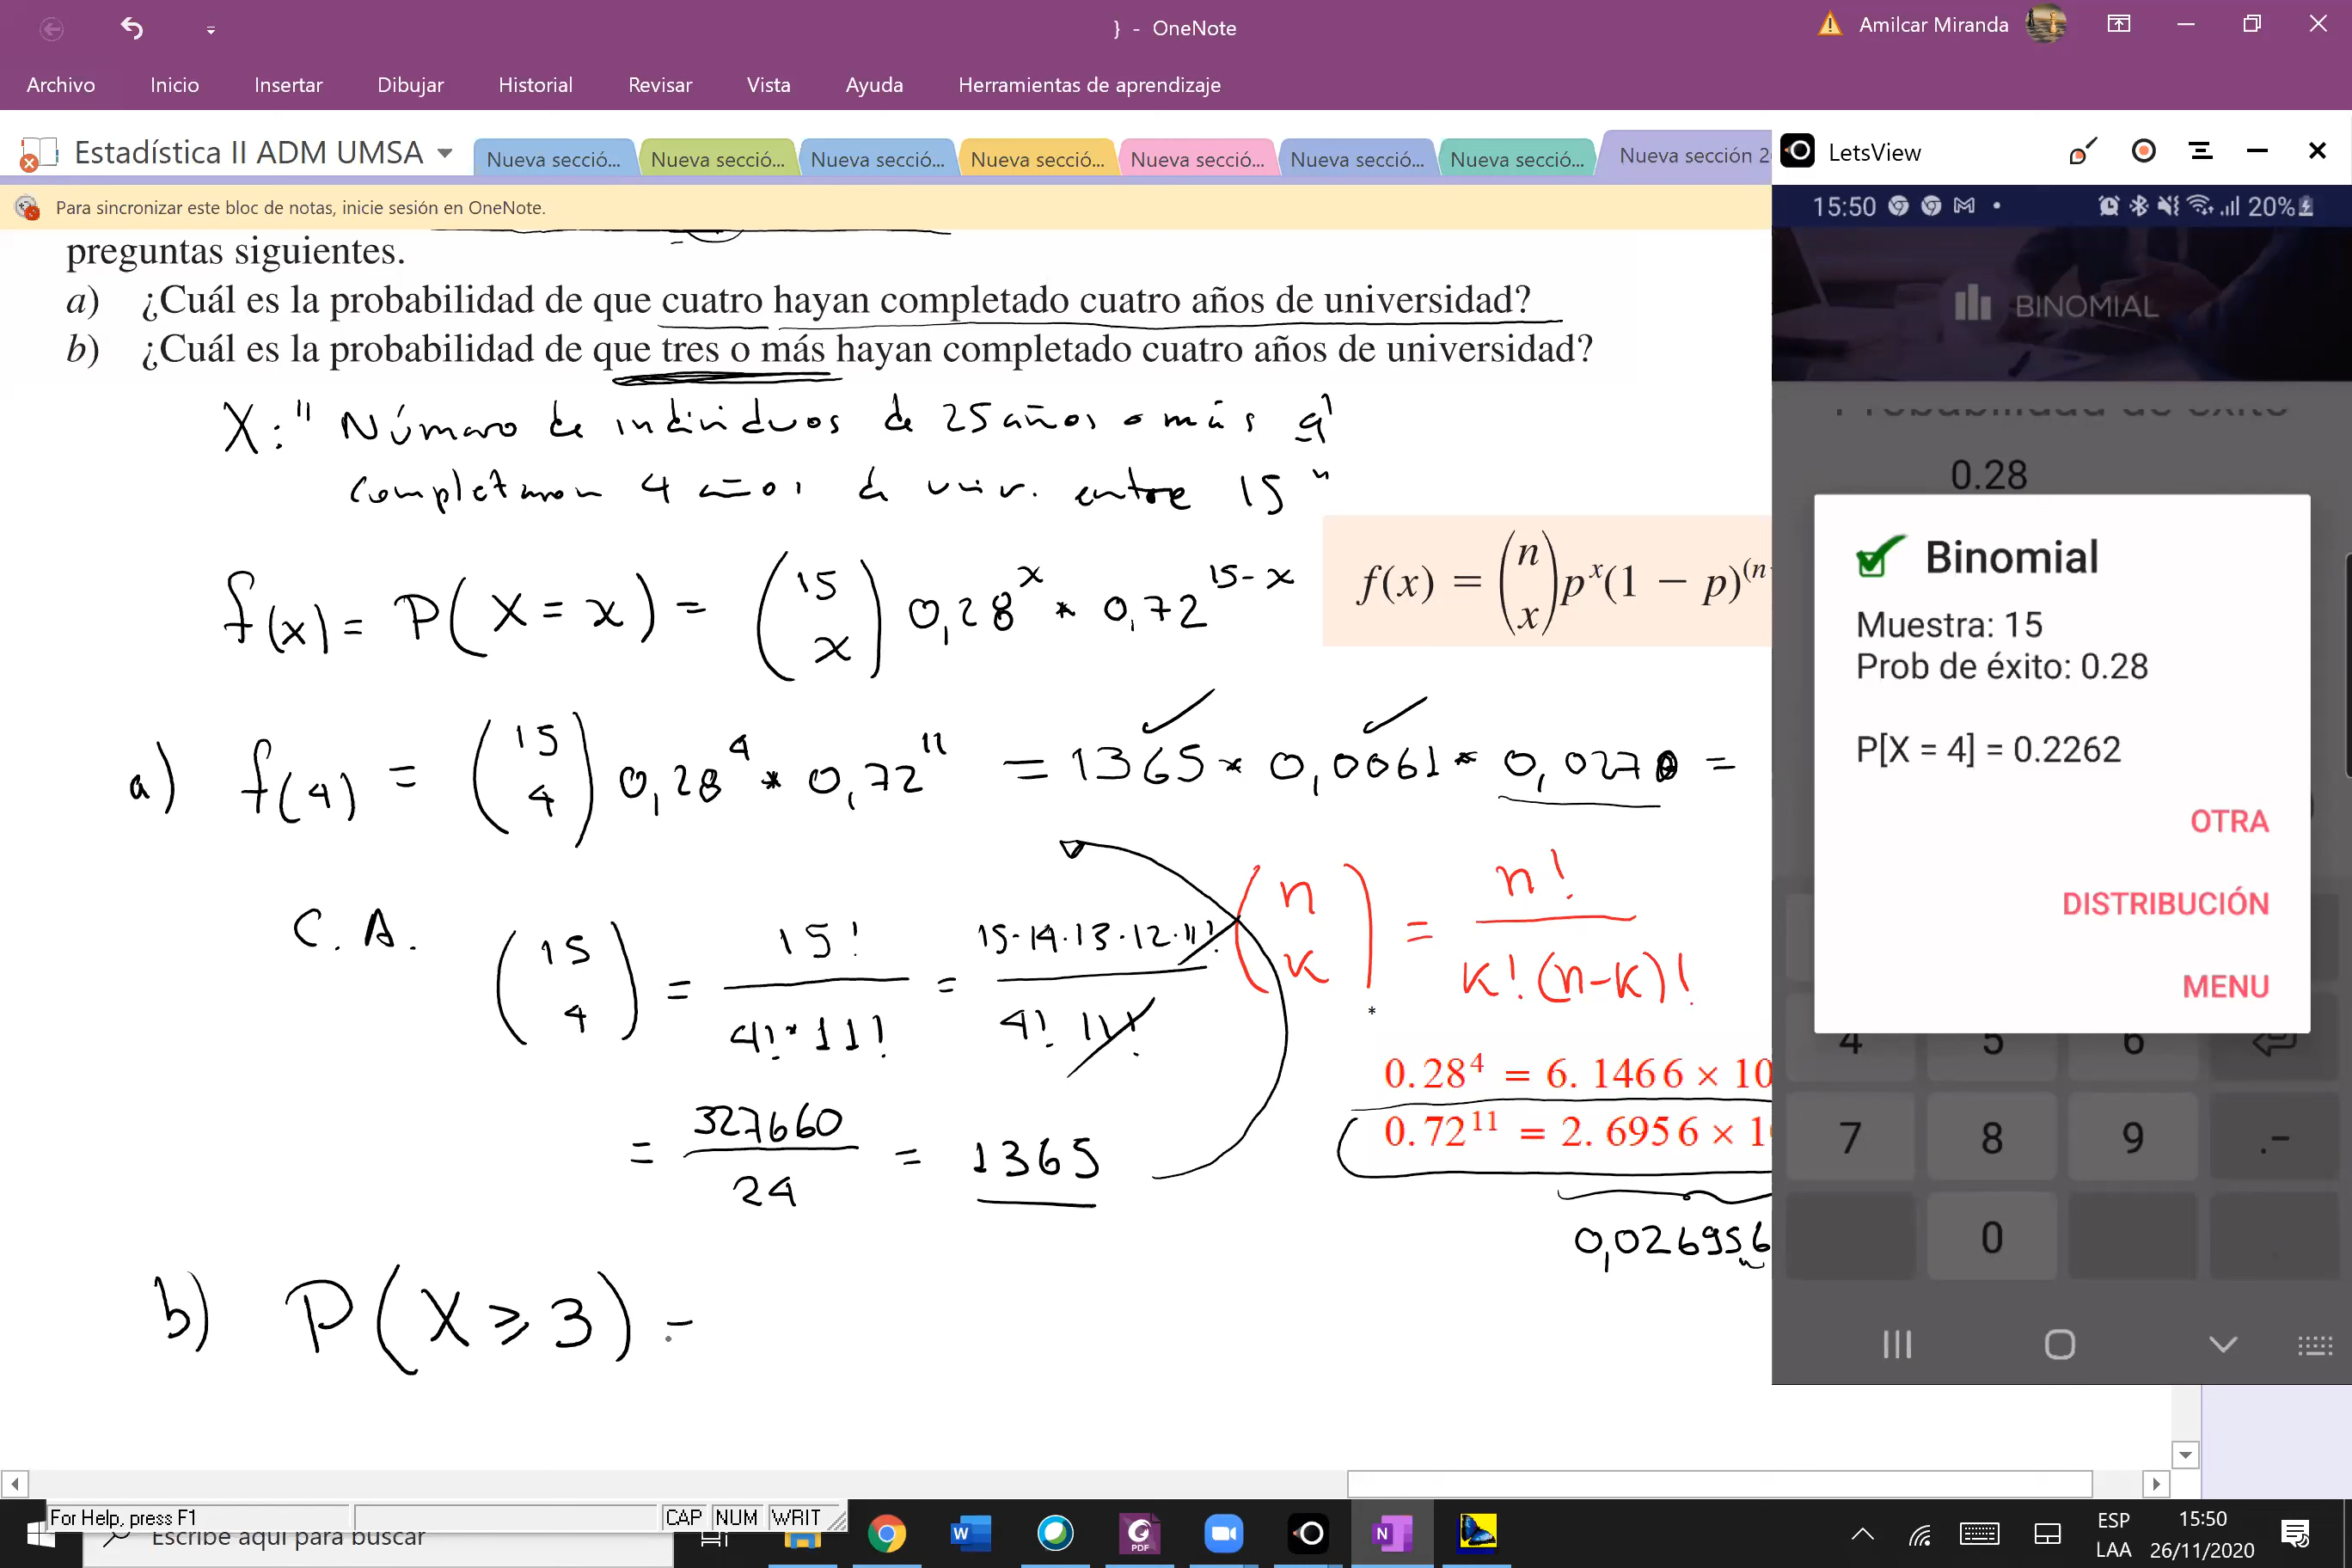 } - OneNote
Amilcar Miranda
Archivo Inicio Insertar Dibujar Historial Revisar Vista Ayuda Herramientas de aprendizaje
Estadística II ADM UMSA
Nueva secció... Nueva secció... Nueva secció... Nueva secció... Nueva secció... Nueva secció... Nueva secció... Nueva sección 2
Para sincronizar este bloc de notas, inicie sesión en OneNote.
preguntas siguientes.
a) ¿Cuál es la probabilidad de que cuatro hayan completado cuatro años de universidad?
b) ¿Cuál es la probabilidad de que tres o más hayan completado cuatro años de universidad?
X: " Número de individuos de 25 años o más q'
completaron 4 años de univ. entre 15 "
f(x) = P( X = x ) = (15 x) 0,28^x * 0,72^15-x
f(x) = (n x) p^x (1 − p)^(n
a) f(4) = (15 4) 0,28^4 * 0,72^11 = 1365 * 0,0061 * 0,0270 =
C.A. (15 4) = 15! / 4! * 11! = 15·14·13·12·11! / 4! 11!
(n k) = n! / k! (n-k)!
*
= 327660 / 24 = 1365
0.28^4 = 6.1466 × 10
0.72^11 = 2.6956 × 1
0,026956
b) P( X ⩾ 3 ) =
LetsView
15:50 20%
BINOMIAL
Probabilidad de éxito
0.28
Binomial
Muestra: 15
Prob de éxito: 0.28
P[X = 4] = 0.2262
OTRA
DISTRIBUCIÓN
MENU
4 5 6
7 8 9 .-
0
For Help, press F1
CAP NUM WRIT
Escribe aquí para buscar
W
PDF
N
ESP
LAA
15:50
26/11/2020